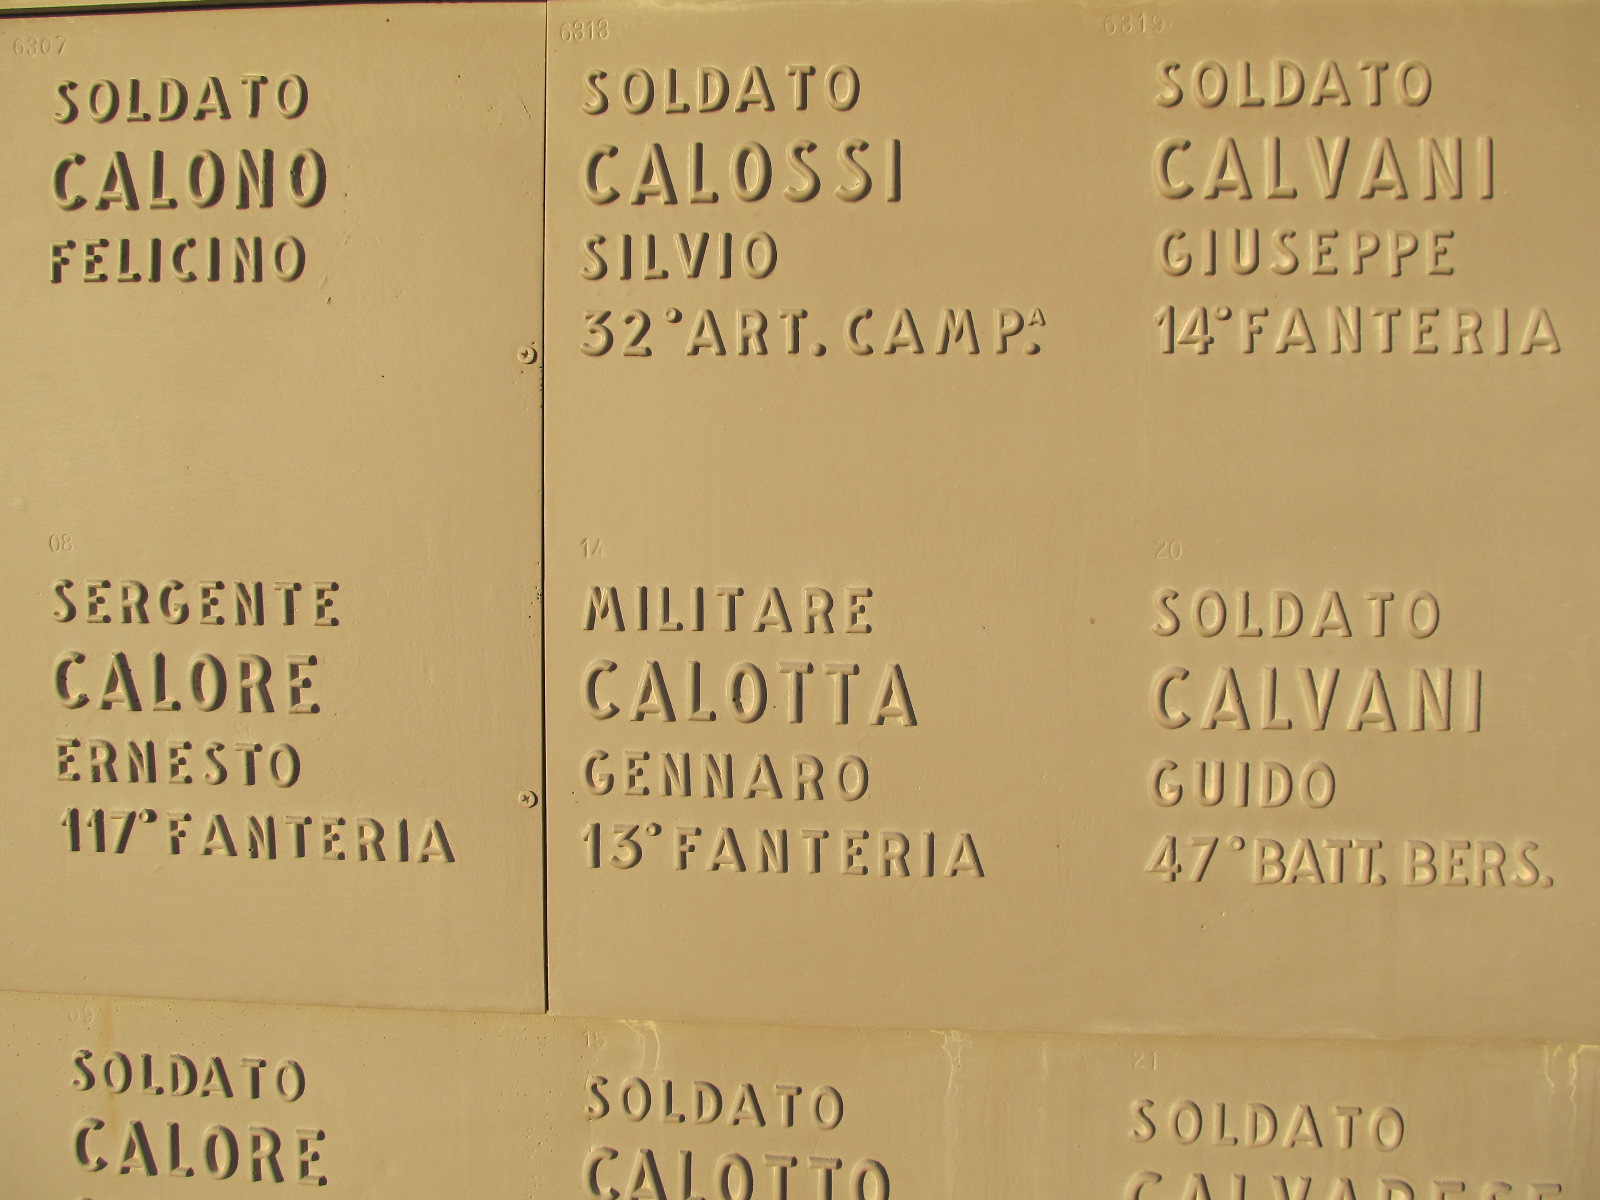 6307
SOLDATO
CALONO
FELICINO
08
SERGENTE
CALORE
ERNESTO
117° FANTERIA
09
SOLDATO
CALORE
6313
SOLDATO
CALOSSI
SILVIO
32° ART. CAMP.ᴬ
14
MILITARE
CALOTTA
GENNARO
13° FANTERIA
15
SOLDATO
CALOTTO
6319
SOLDATO
CALVANI
GIUSEPPE
14° FANTERIA
20
SOLDATO
CALVANI
GUIDO
47° BATT. BERS.
21
SOLDATO
CALVARESE